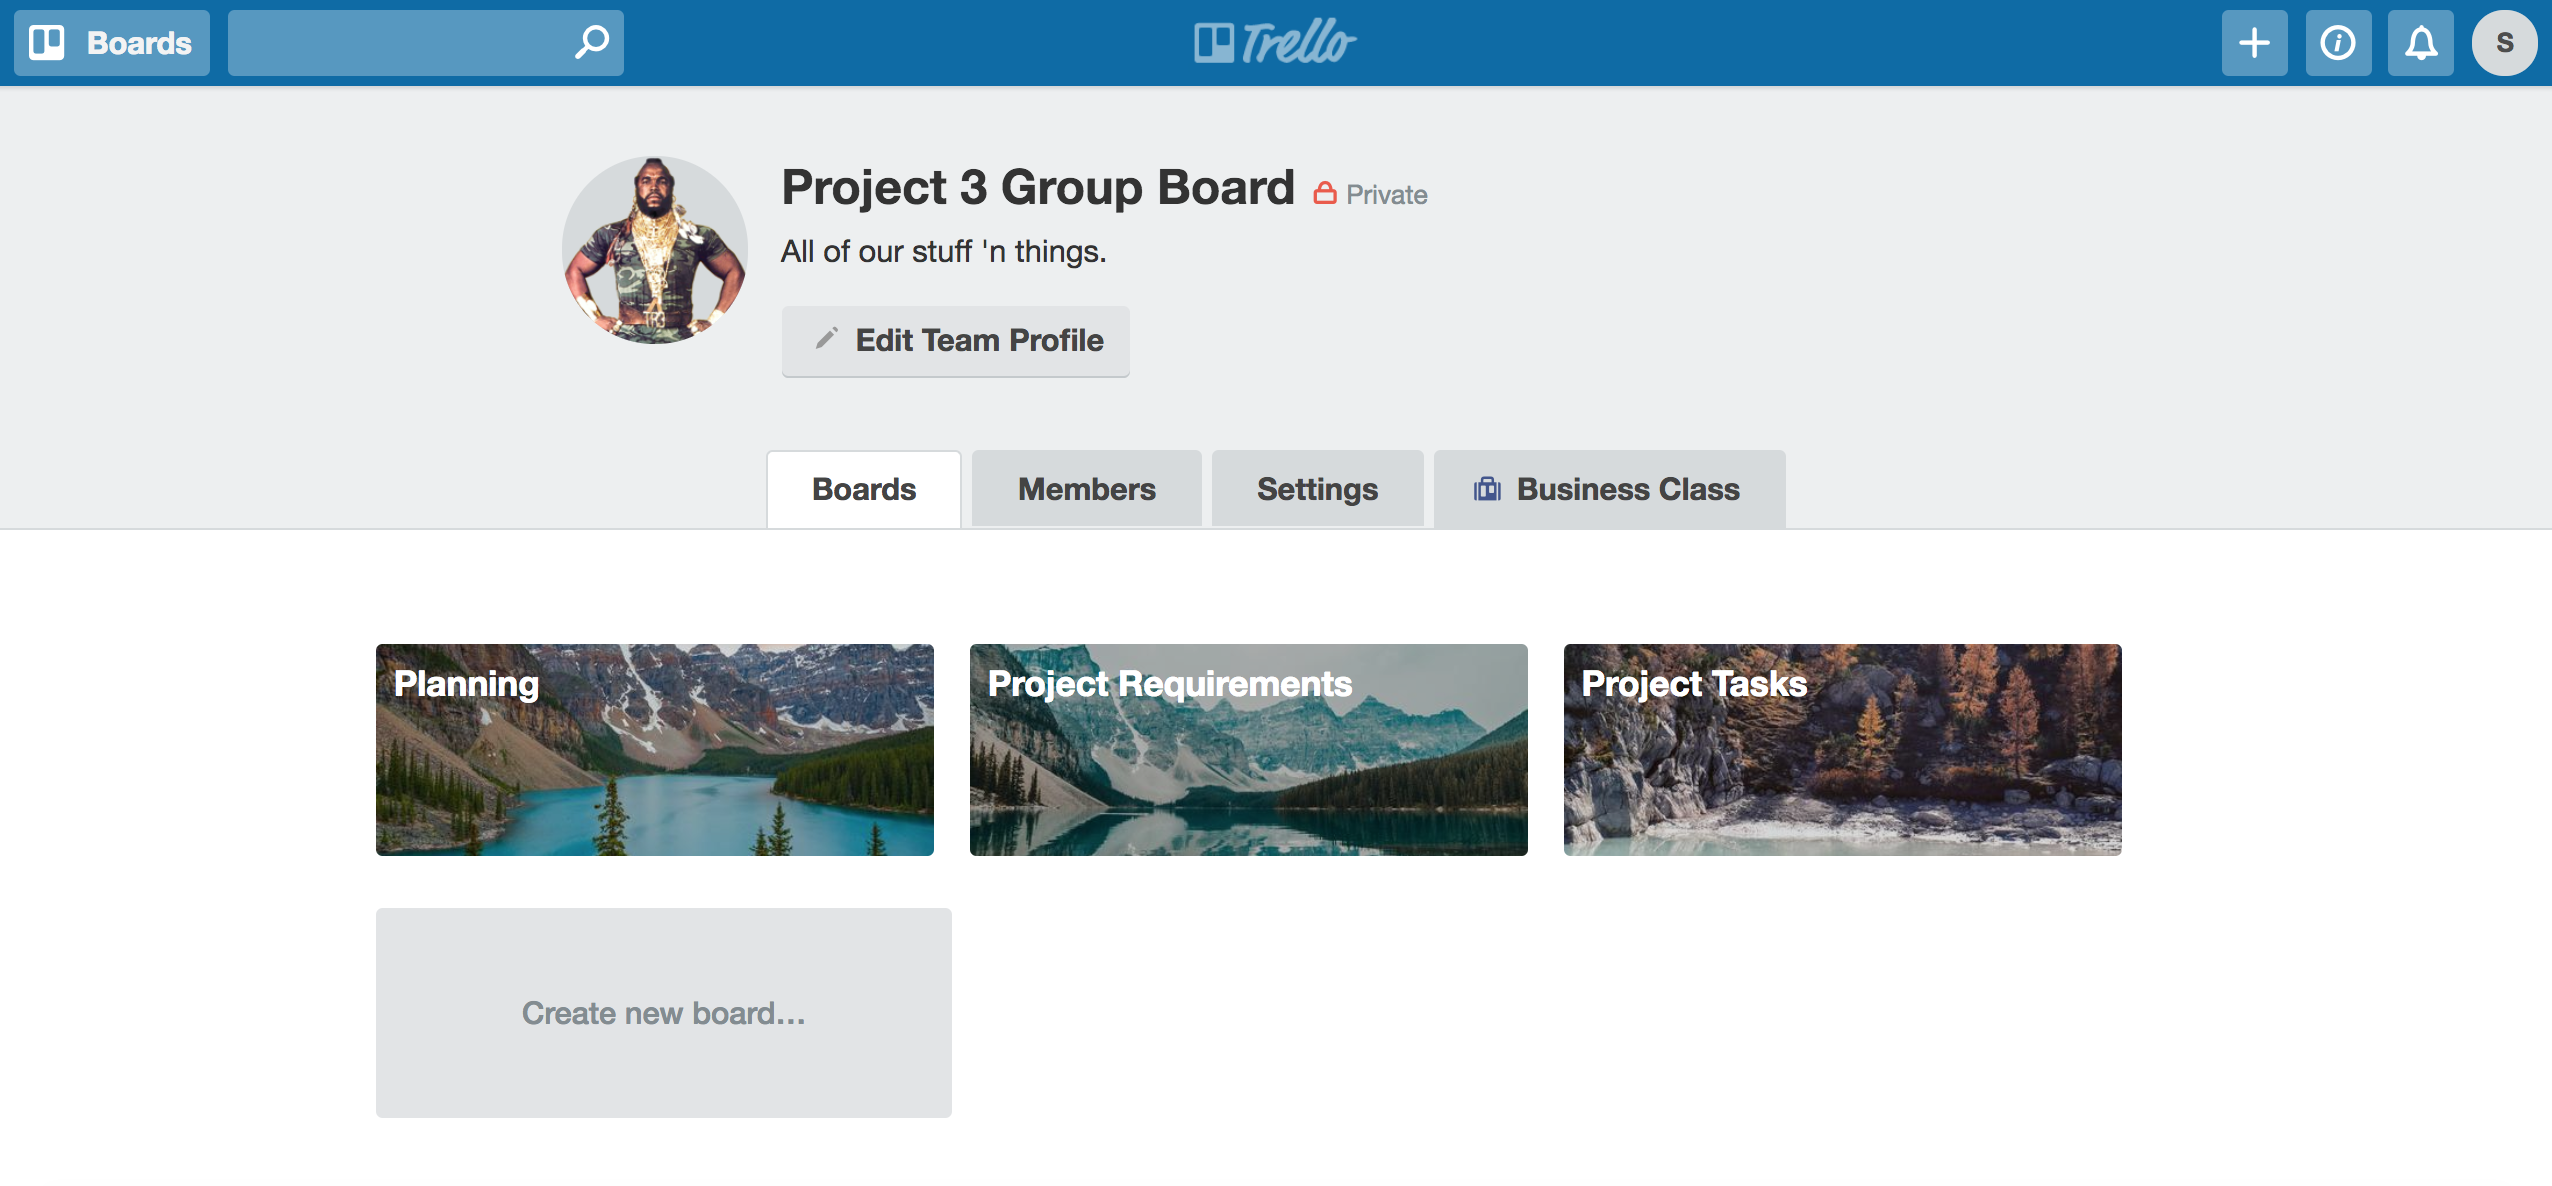 Boards
Trello
S
Project 3 Group Board
Private
All of our stuff 'n things.
Edit Team Profile
Boards
Members
Settings
Business Class
Planning
Project Requirements
Project Tasks
Create new board...